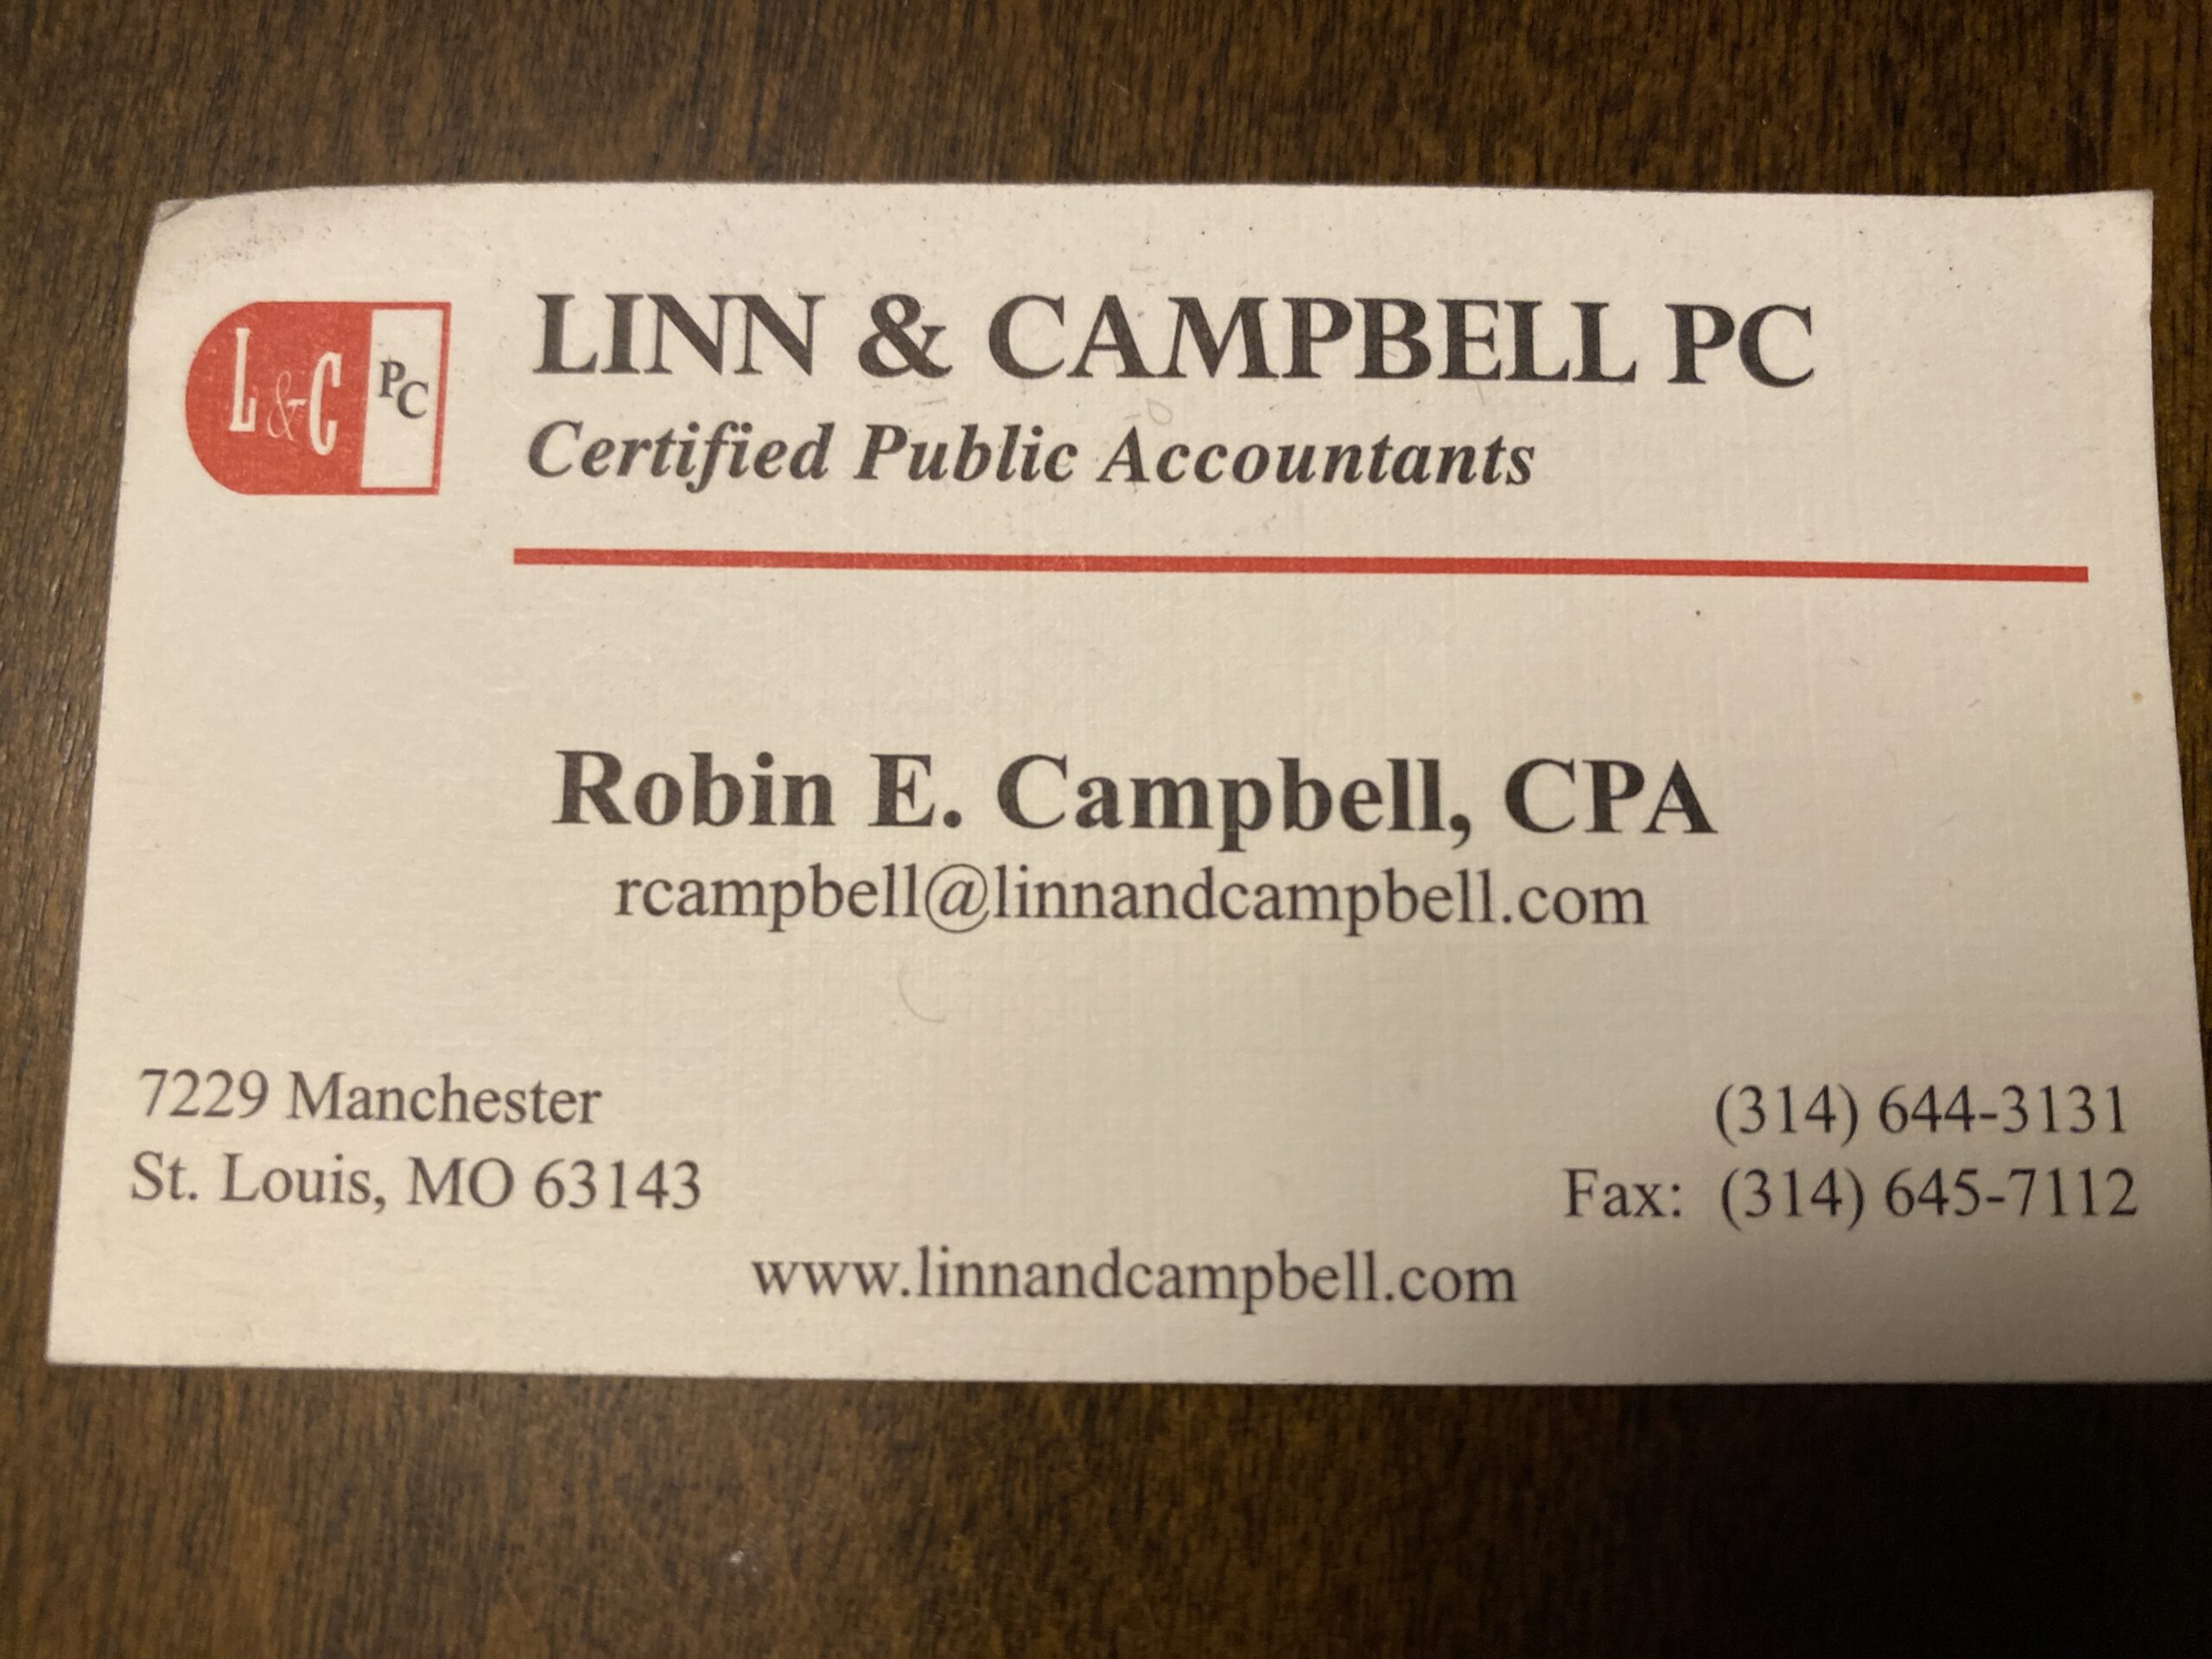 L&C PC
LINN & CAMPBELL PC
Certified Public Accountants
Robin E. Campbell, CPA
rcampbell@linnandcampbell.com
7229 Manchester
St. Louis, MO 63143
(314) 644-3131
Fax: (314) 645-7112
www.linnandcampbell.com